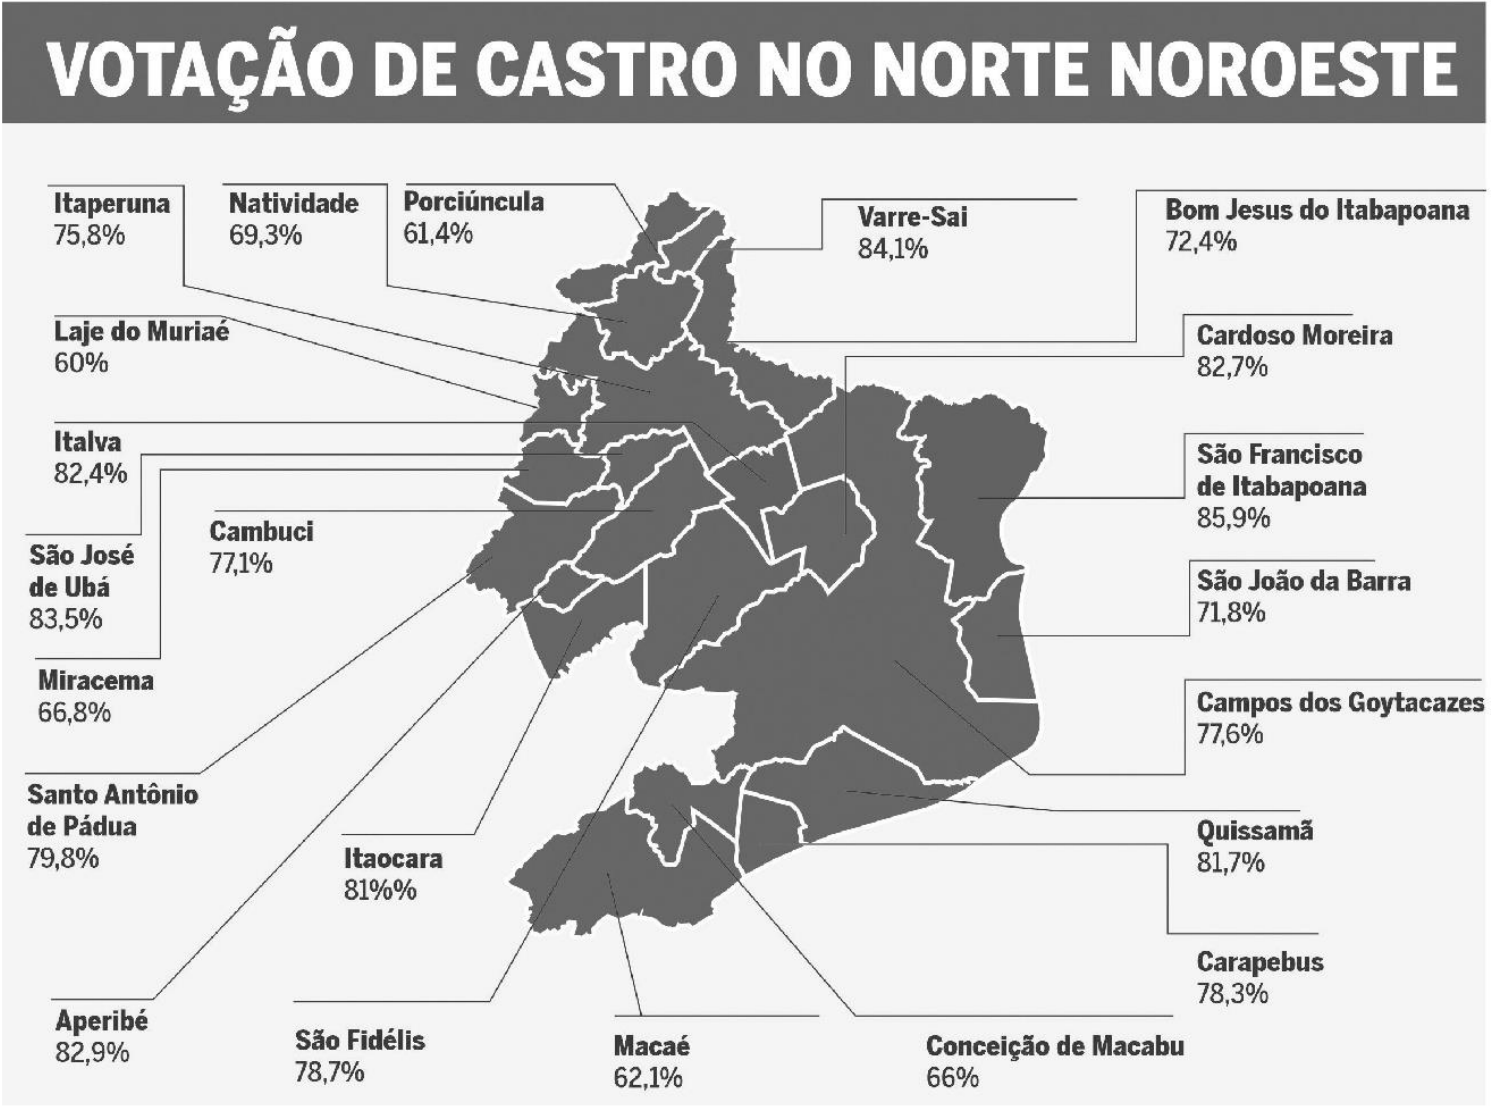 VOTAÇÃO DE CASTRO NO NORTE NOROESTE
Itaperuna
75,8%
Natividade
69,3%
Porciúncula
61,4%
Varre-Sai
84,1%
Bom Jesus do Itabapoana
72,4%
Laje do Muriaé
60%
Cardoso Moreira
82,7%
Italva
82,4%
São Francisco
de Itabapoana
85,9%
Cambuci
77,1%
São José
de Ubá
83,5%
São João da Barra
71,8%
Miracema
66,8%
Campos dos Goytacazes
77,6%
Santo Antônio
de Pádua
79,8%
Itaocara
81%%
Quissamã
81,7%
Carapebus
78,3%
Aperibé
82,9%
São Fidélis
78,7%
Macaé
62,1%
Conceição de Macabu
66%